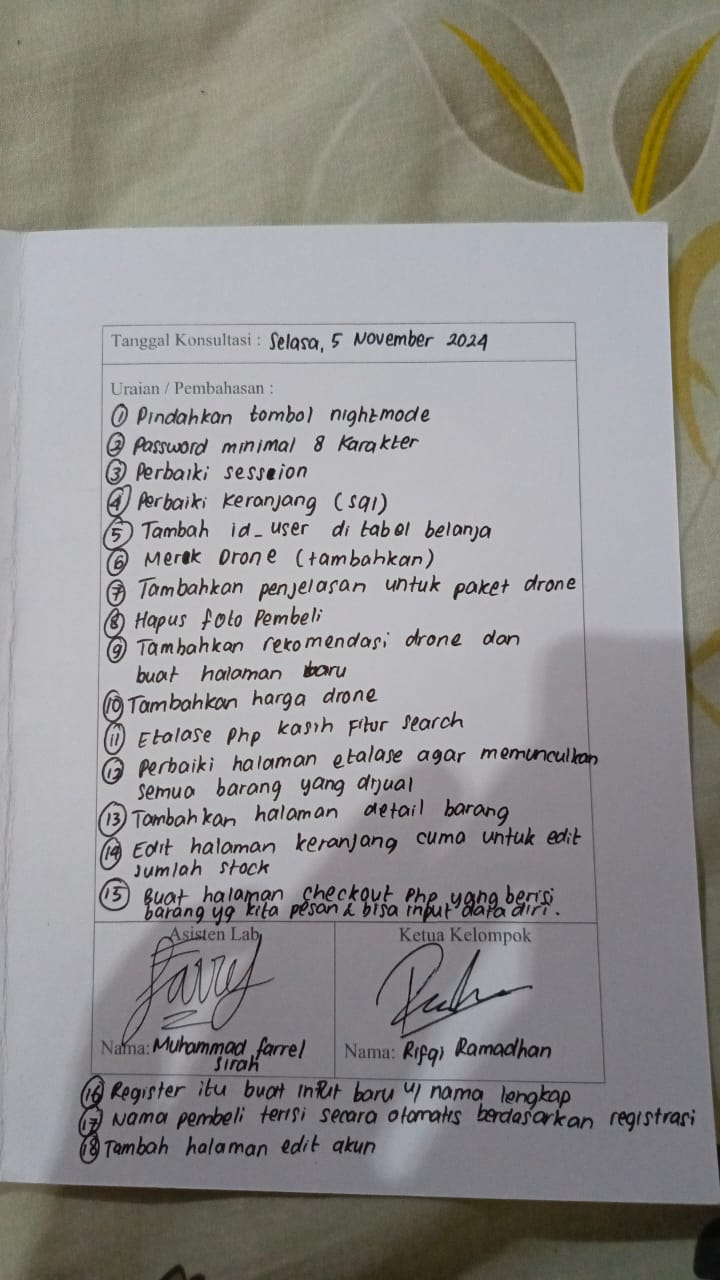 Tanggal Konsultasi : Selasa, 5 November 2024
Uraian / Pembahasan :
① Pindahkan tombol nightmode
② Password minimal 8 karakter
③ Perbaiki session
④ Perbaiki keranjang (sql)
⑤ Tambah id_user di tabel belanja
⑥ Merek Drone (tambahkan)
⑦ Tambahkan penjelasan untuk paket drone
⑧ Hapus foto Pembeli
⑨ Tambahkan rekomendasi drone dan
buat halaman baru
⑩ Tambahkan harga drone
⑪ Etalase php kasih Fitur search
⑫ Perbaiki halaman etalase agar memunculkan
semua barang yang dijual
⑬ Tambahkan halaman detail barang
⑭ Edit halaman keranjang cuma untuk edit
Jumlah stock
⑮ Buat halaman checkout php yang berisi
barang yg kita pesan & bisa input data diri.
Asisten Lab
Ketua Kelompok
Nama: Muhammad farrel
sirah
Nama: Rifqi Ramadhan
⑯ Register itu buat input baru u/ nama lengkap
⑰ Nama pembeli terisi secara otomatis berdasarkan registrasi
⑱ Tambah halaman edit akun